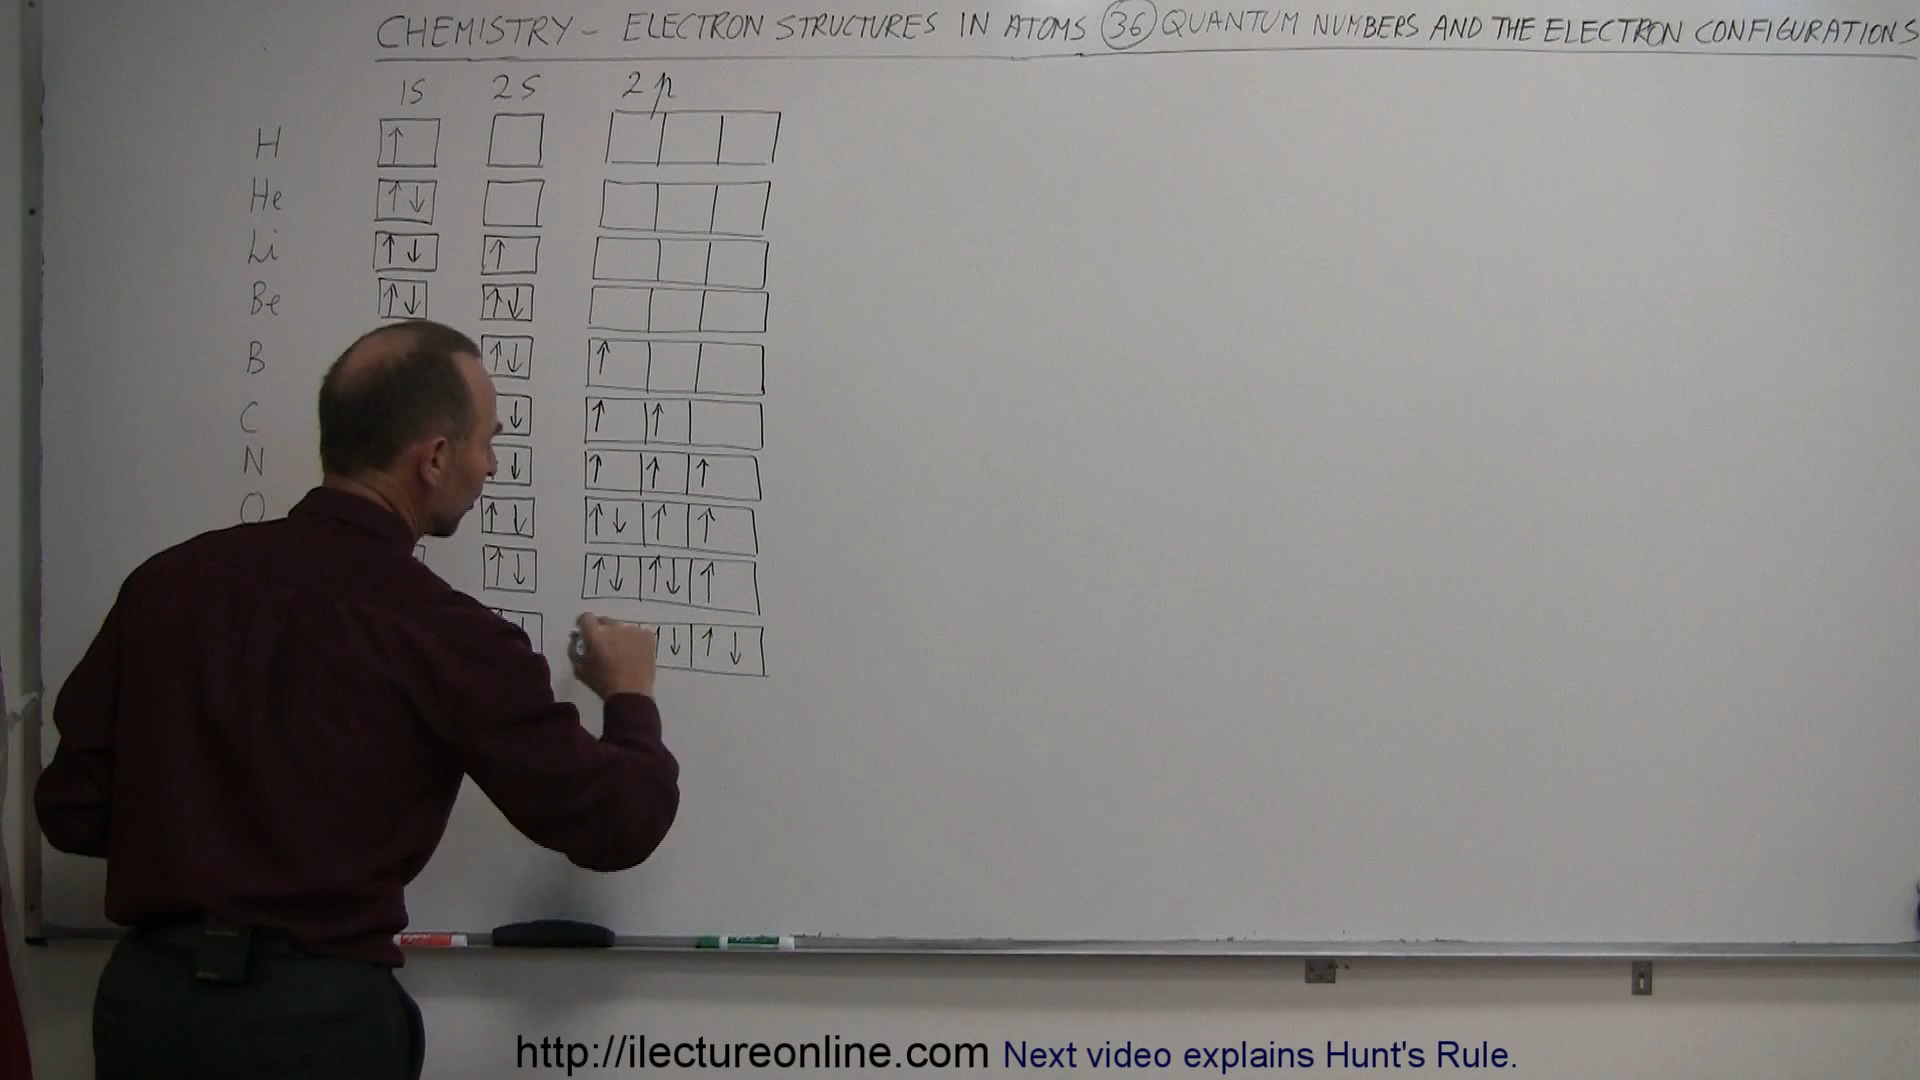 CHEMISTRY - ELECTRON STRUCTURES IN ATOMS 36 QUANTUM NUMBERS AND THE ELECTRON CONFIGURATIONS
1S 2S 2p
H ↑
He ↑↓
Li ↑↓ ↑
Be ↑↓ ↑↓
B ↑↓ ↑
C ↓ ↑ ↑
N ↓ ↑ ↑ ↑
O ↑↓ ↑↓ ↑ ↑
↑↓ ↑↓ ↑↓ ↑
↑↓ ↑↓ ↑↓
http://ilectureonline.com Next video explains Hunt's Rule.